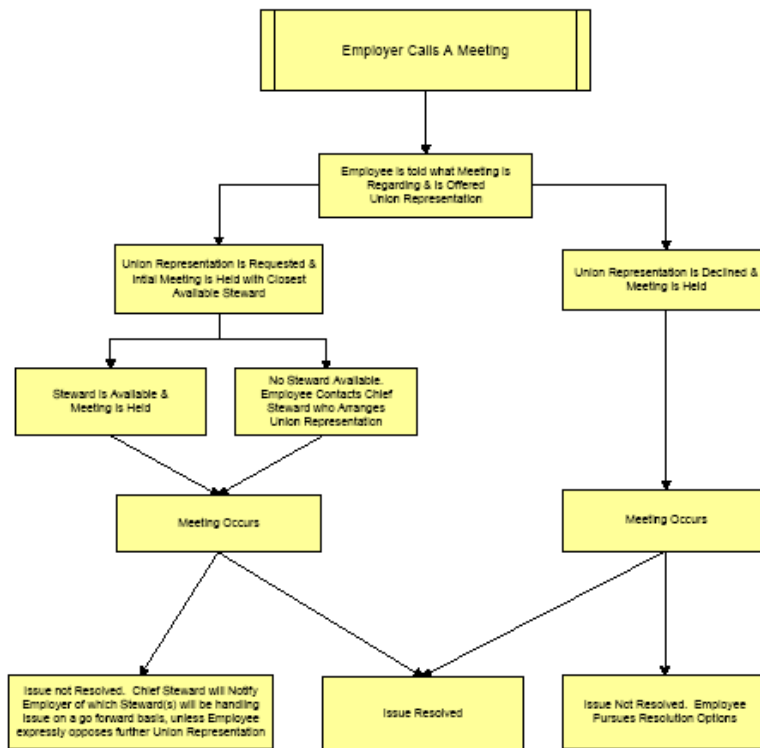 Employer Calls A Meeting
Employee is told what Meeting is
Regarding & is Offered
Union Representation
Union Representation is Requested &
Intial Meeting is Held with Closest
Available Steward
Union Representation is Declined &
Meeting is Held
Steward is Available &
Meeting is Held
No Steward Available.
Employee Contacts Chief
Steward who Arranges
Union Representation
Meeting Occurs
Meeting Occurs
Issue not Resolved. Chief Steward will Notify
Employer of which Steward(s) will be handling
Issue on a go forward basis, unless Employee
expressly opposes further Union Representation
Issue Resolved
Issue Not Resolved. Employee
Pursues Resolution Options